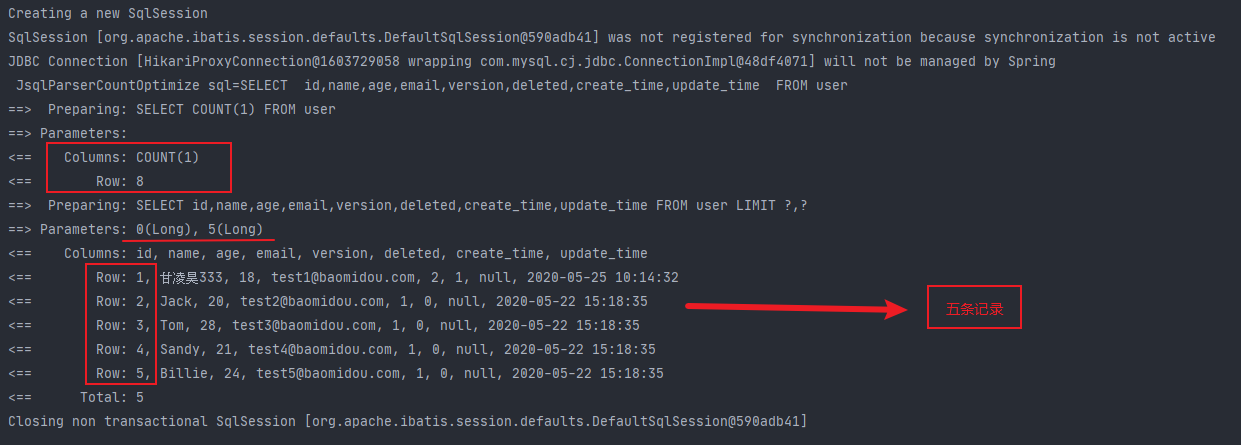 Creating a new SqlSession
SqlSession [org.apache.ibatis.session.defaults.DefaultSqlSession@590adb41] was not registered for synchronization because synchronization is not active
JDBC Connection [HikariProxyConnection@1603729058 wrapping com.mysql.cj.jdbc.ConnectionImpl@48df4071] will not be managed by Spring
JsqlParserCountOptimize sql=SELECT  id,name,age,email,version,deleted,create_time,update_time  FROM user
==>  Preparing: SELECT COUNT(1) FROM user
==> Parameters:
<==    Columns: COUNT(1)
<==        Row: 8
==>  Preparing: SELECT id,name,age,email,version,deleted,create_time,update_time FROM user LIMIT ?,?
==> Parameters: 0(Long), 5(Long)
<==    Columns: id, name, age, email, version, deleted, create_time, update_time
<==        Row: 1, 甘凌昊333, 18, test1@baomidou.com, 2, 1, null, 2020-05-25 10:14:32
<==        Row: 2, Jack, 20, test2@baomidou.com, 1, 0, null, 2020-05-22 15:18:35
五条记录
<==        Row: 3, Tom, 28, test3@baomidou.com, 1, 0, null, 2020-05-22 15:18:35
<==        Row: 4, Sandy, 21, test4@baomidou.com, 1, 0, null, 2020-05-22 15:18:35
<==        Row: 5, Billie, 24, test5@baomidou.com, 1, 0, null, 2020-05-22 15:18:35
<==      Total: 5
Closing non transactional SqlSession [org.apache.ibatis.session.defaults.DefaultSqlSession@590adb41]